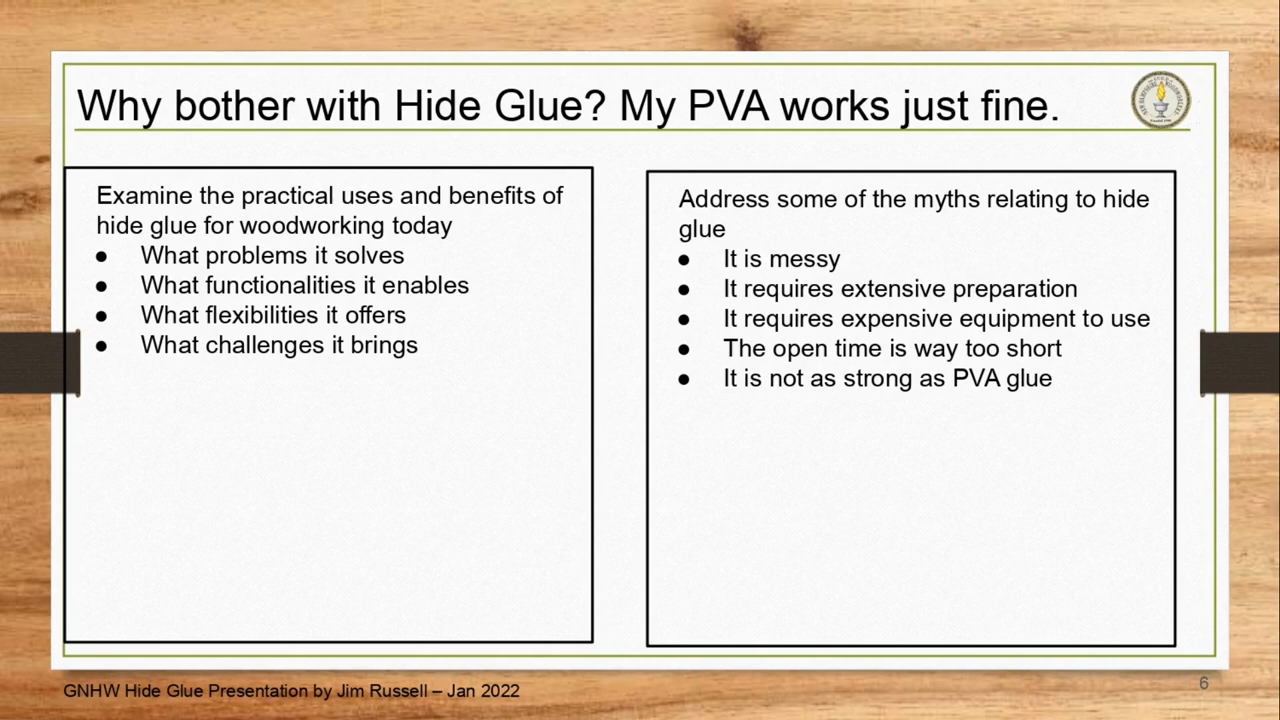 Why bother with Hide Glue? My PVA works just fine.
Examine the practical uses and benefits of
hide glue for woodworking today
● What problems it solves
● What functionalities it enables
● What flexibilities it offers
● What challenges it brings
Address some of the myths relating to hide
glue
● It is messy
● It requires extensive preparation
● It requires expensive equipment to use
● The open time is way too short
● It is not as strong as PVA glue
GNHW Hide Glue Presentation by Jim Russell – Jan 2022
6